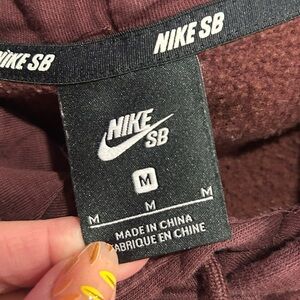 NIKE SB NIKE SB
NIKE
SB
M
M M M
MADE IN CHINA
FABRIQUE EN CHINE